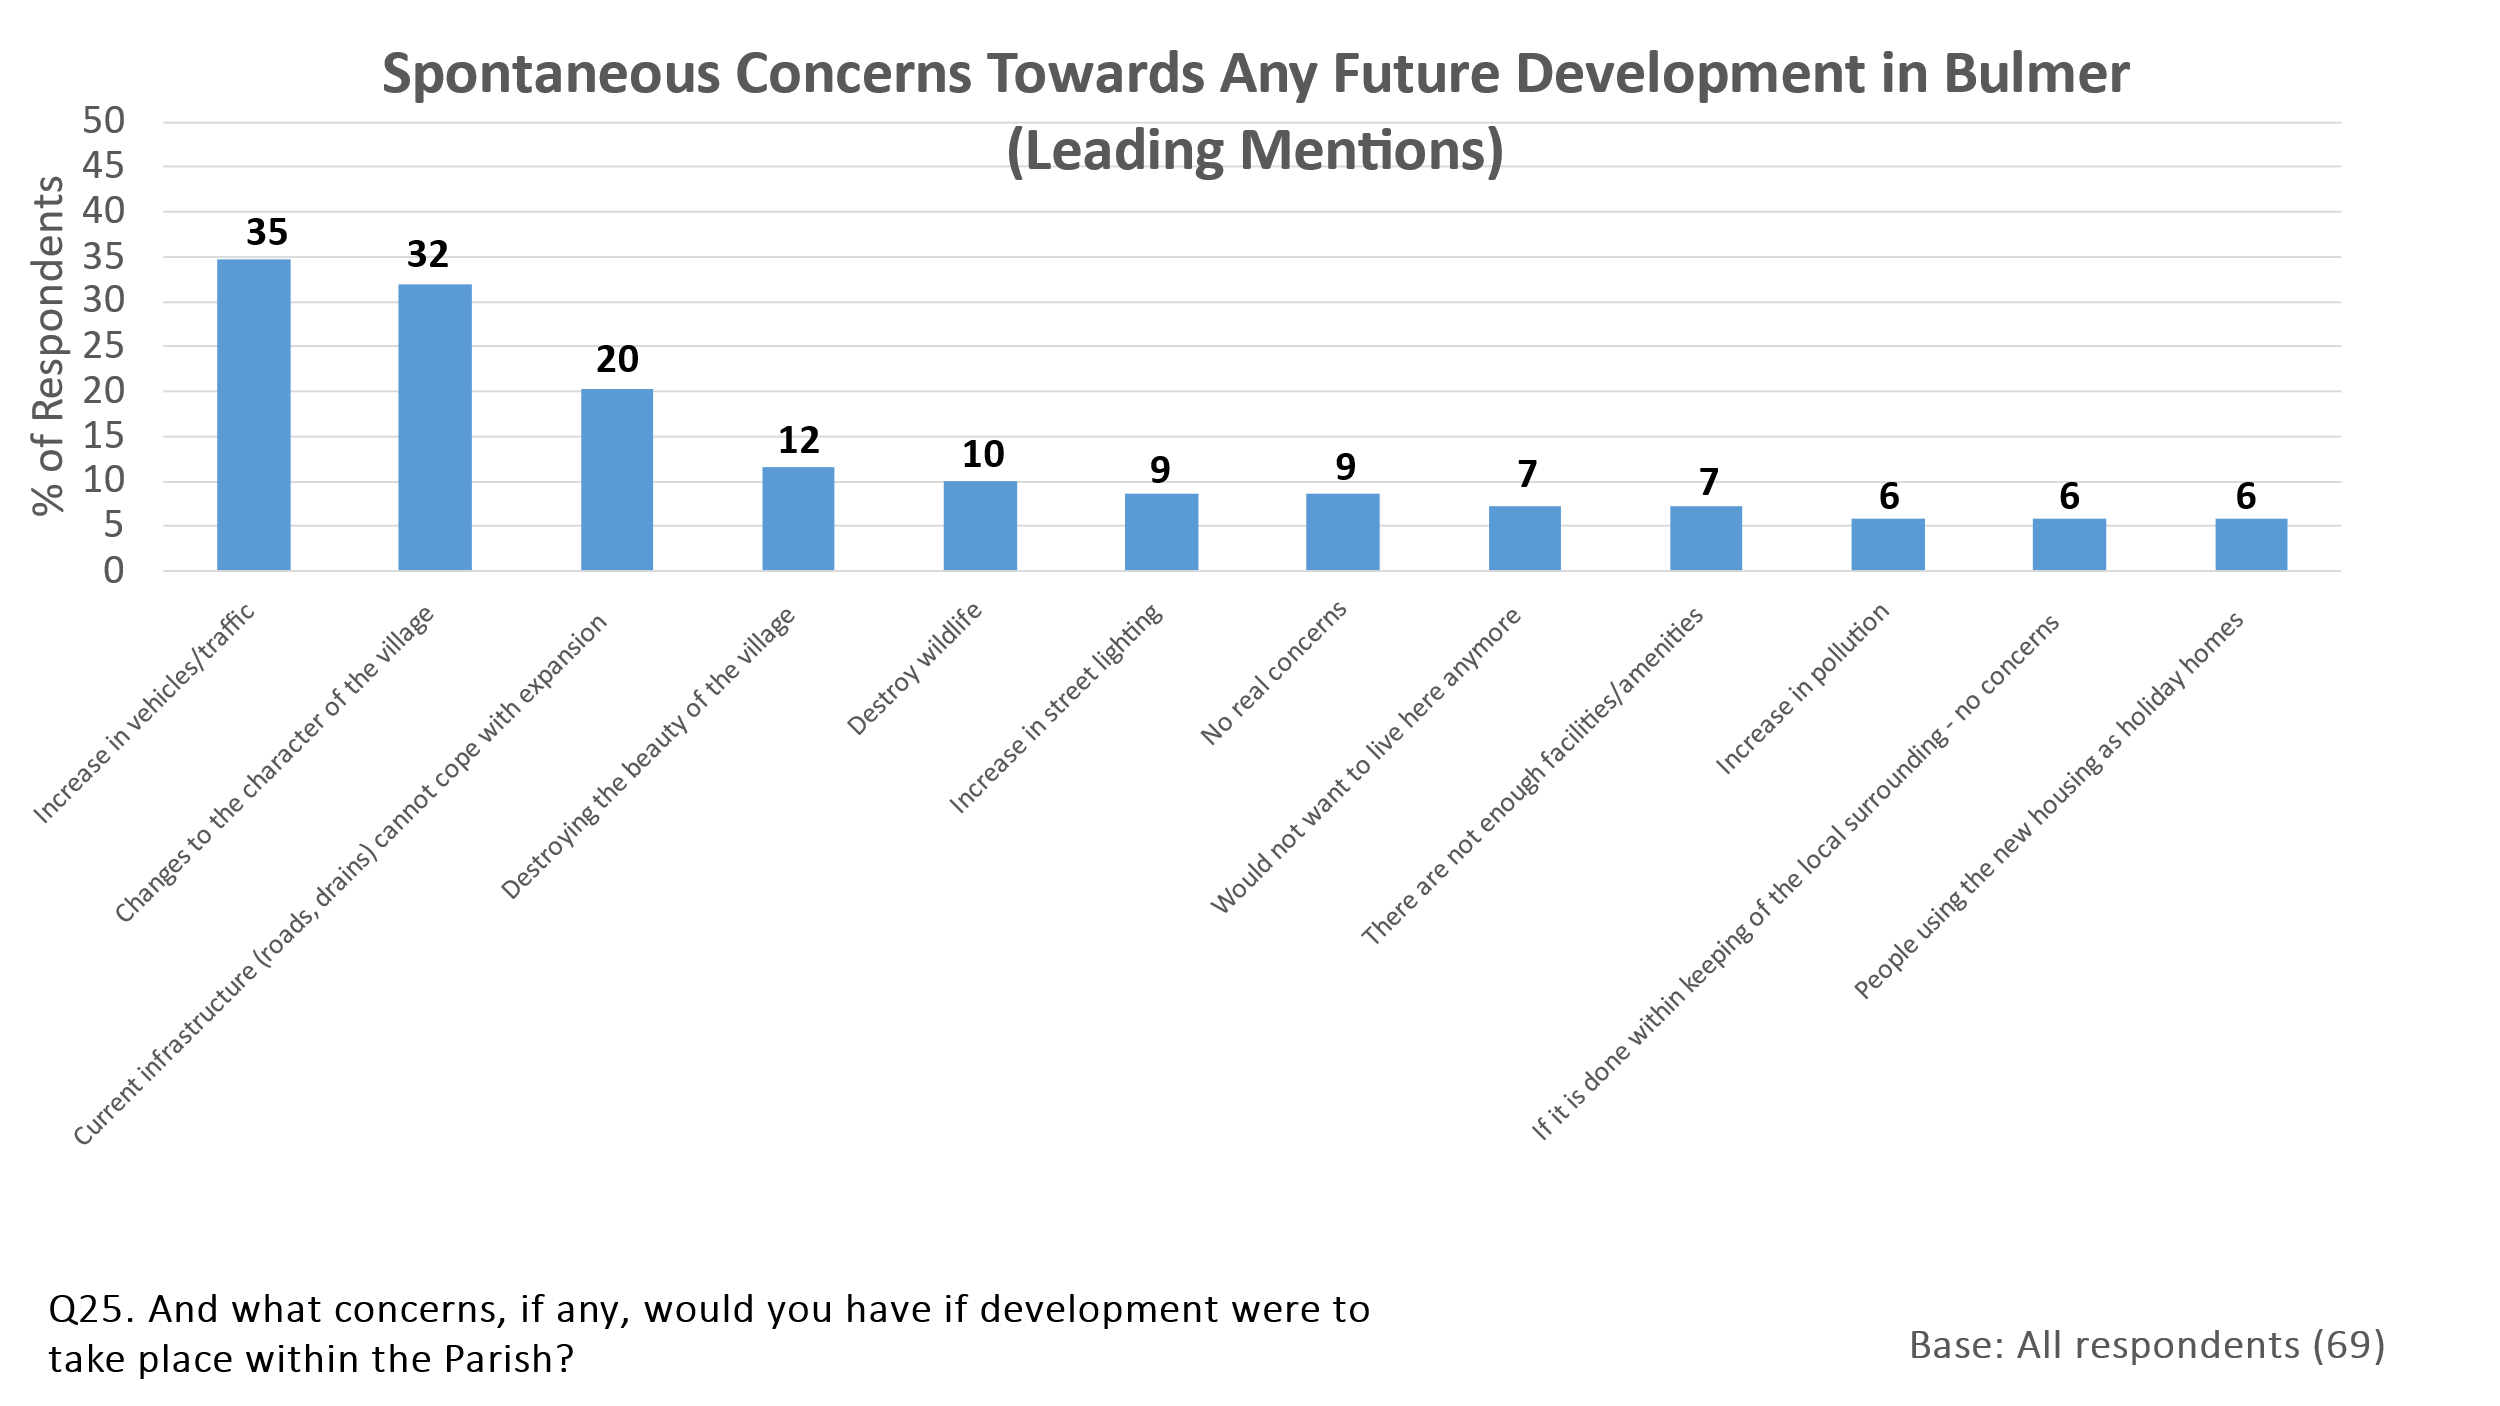 Spontaneous Concerns Towards Any Future Development in Bulmer
(Leading Mentions)
% of Respondents
50
45
40
35
30
25
20
15
10
5
0
35
32
20
12
10
9
9
7
7
6
6
6
Increase in vehicles/traffic
Changes to the character of the village
Current infrastructure (roads, drains) cannot cope with expansion
Destroying the beauty of the village
Destroy wildlife
Increase in street lighting
No real concerns
Would not want to live here anymore
There are not enough facilities/amenities
Increase in pollution
If it is done within keeping of the local surrounding - no concerns
People using the new housing as holiday homes
Q25. And what concerns, if any, would you have if development were to
take place within the Parish?
Base: All respondents (69)